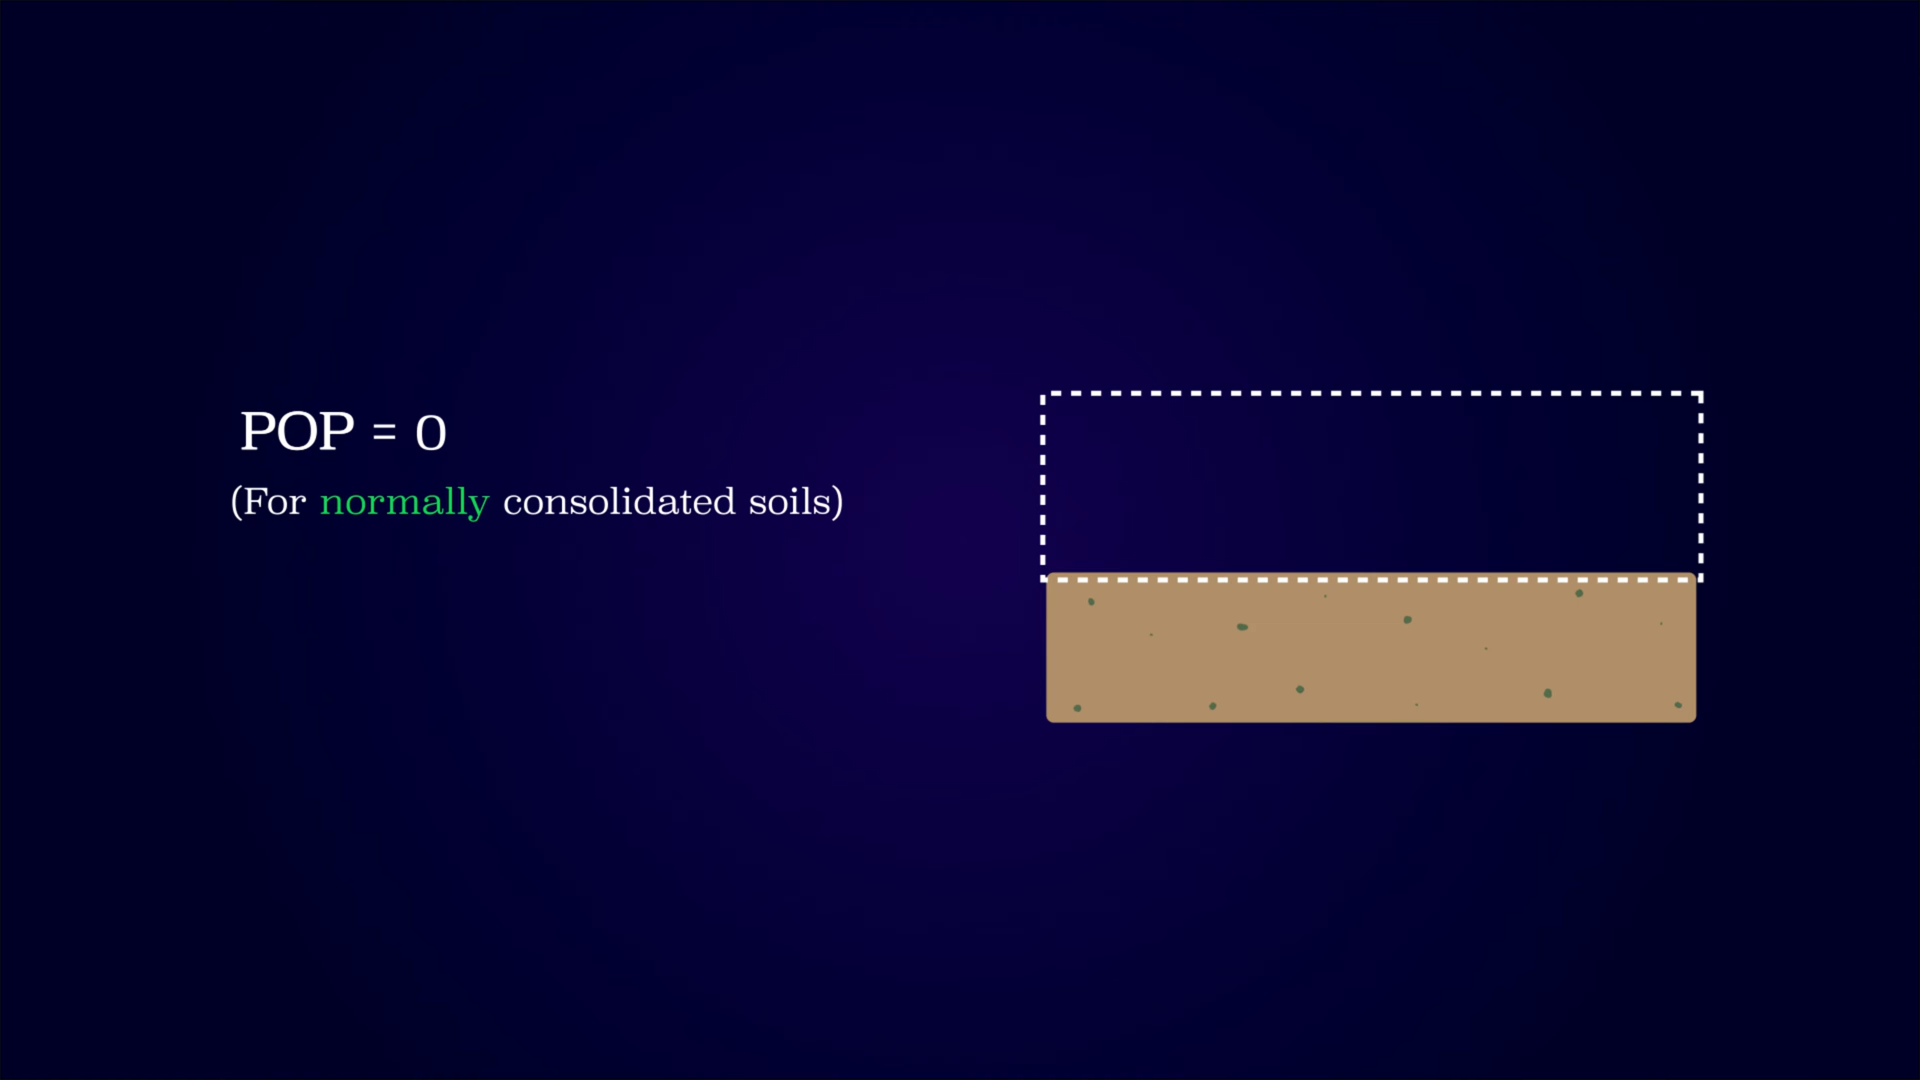 POP = 0
(For normally consolidated soils)